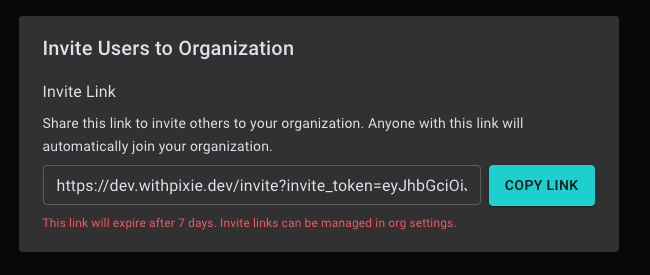 Invite Users to Organization
Invite Link
Share this link to invite others to your organization. Anyone with this link will
automatically join your organization.
https://dev.withpixie.dev/invite?invite_token=eyJhbGciOi
COPY LINK
This link will expire after 7 days. Invite links can be managed in org settings.